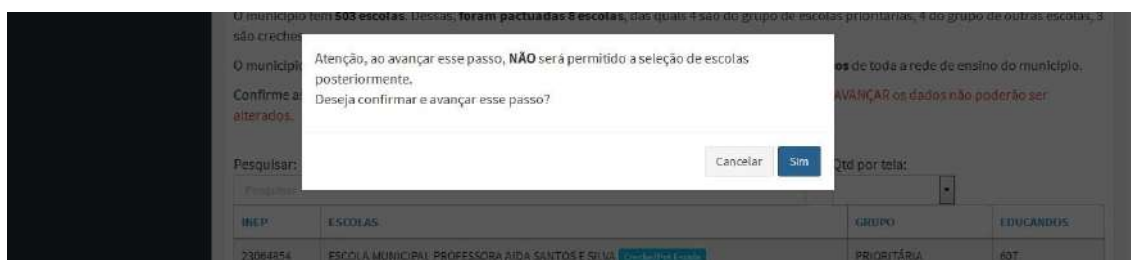 O município tem 503 escolas. Dessas, foram pactuadas 8 escolas, das quais 4 são do grupo de escolas prioritárias, 4 do grupo de outras escolas, 3
são creches
Atenção, ao avançar esse passo, NÃO será permitido a seleção de escolas
posteriormente.
Deseja confirmar e avançar esse passo?
O município
os de toda a rede de ensino do município.
Confirme a
AVANÇAR os dados não poderão ser
alterados.
Cancelar Sim
Pesquisar: Qtd por tela:
Pesquisar
INEP ESCOLAS GRUPO EDUCANDOS
23064854 ESCOLA MUNICIPAL PROFESSORA AIDA SANTOS E SILVA PRIORITÁRIA 607